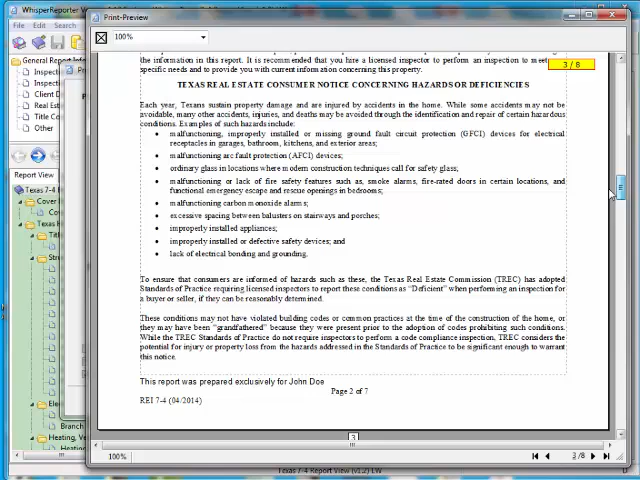 WhisperReporter V
Print-Preview
File Edit Search
100%
General Report Infor
Inspecti
Inspecti
Client D
Real Esta
Title Co
Other
Report View
Texas 7-4 R
Cover
Co
Texas
Titl
Stru
Ele
Branch
Heating, Ve
the information in this report. It is recommended that you hire a licensed inspector to perform an inspection to meet
specific needs and to provide you with current information concerning this property.
3 / 8
TEXAS REAL ESTATE CONSUMER NOTICE CONCERNING HAZARDS OR DEFICIENCIES
Each year, Texans sustain property damage and are injured by accidents in the home. While some accidents may not be
avoidable, many other accidents, injuries, and deaths may be avoided through the identification and repair of certain hazardous
conditions. Examples of such hazards include:
• malfunctioning, improperly installed or missing ground fault circuit protection (GFCI) devices for electrical
receptacles in garages, bathroom, kitchens, and exterior areas;
• malfunctioning arc fault protection (AFCI) devices;
• ordinary glass in locations where modern construction techniques call for safety glass;
• malfunctioning or lack of fire safety features such as, smoke alarms, fire-rated doors in certain locations, and
functional emergency escape and rescue openings in bedrooms;
• malfunctioning carbon monoxide alarms;
• excessive spacing between balusters on stairways and porches;
• improperly installed appliances;
• improperly installed or defective safety devices; and
• lack of electrical bonding and grounding.
To ensure that consumers are informed of hazards such as these, the Texas Real Estate Commission (TREC) has adopted
Standards of Practice requiring licensed inspectors to report these conditions as “Deficient” when performing an inspection for
a buyer or seller, if they can be reasonably determined.
These conditions may not have violated building codes or common practices at the time of the construction of the home, or
they may have been “grandfathered” because they were present prior to the adoption of codes prohibiting such conditions.
While the TREC Standards of Practice do not require inspectors to perform a code compliance inspection, TREC considers the
potential for injury or property loss from the hazards addressed in the Standards of Practice to be significant enough to warrant
this notice.
This report was prepared exclusively for John Doe
Page 2 of 7
REI 7-4 (04/2014)
3
100%
3/8
Texas 7-4 Report View (v1.2) LW